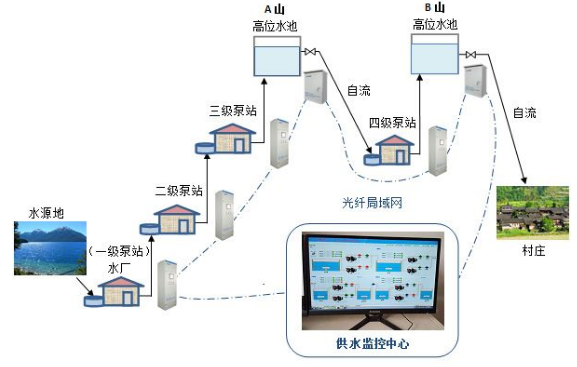 A山
高位水池
B山
高位水池
自流
自流
三级泵站
四级泵站
二级泵站
光纤局域网
水源地
（一级泵站）
水厂
村庄
供水监控中心